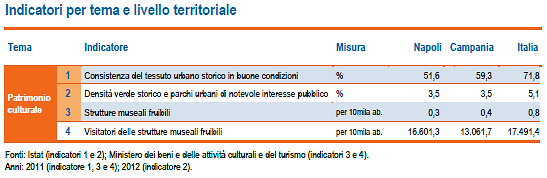 Indicatori per tema e livello territoriale
Tema Indicatore Misura Napoli Campania Italia
Patrimonio culturale
1 Consistenza del tessuto urbano storico in buone condizioni % 51,6 59,3 71,8
2 Densità verde storico e parchi urbani di notevole interesse pubblico % 3,5 3,5 5,1
3 Strutture museali fruibili per 10mila ab. 0,3 0,4 0,8
4 Visitatori delle strutture museali fruibili per 10mila ab. 16.601,3 13.061,7 17.491,4
Fonti: Istat (indicatori 1 e 2); Ministero dei beni e delle attività culturali e del turismo (indicatori 3 e 4).
Anni: 2011 (indicatore 1, 3 e 4); 2012 (indicatore 2).